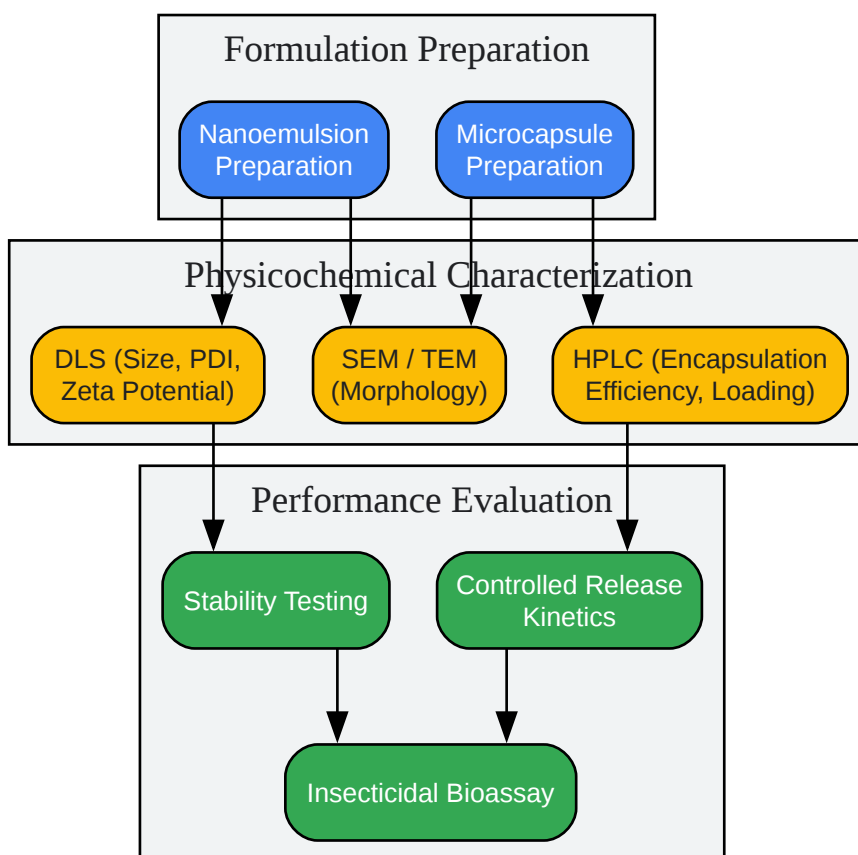 Formulation Preparation
Nanoemulsion
Preparation
Microcapsule
Preparation
Physicochemical Characterization
DLS (Size, PDI,
Zeta Potential)
SEM / TEM
(Morphology)
HPLC (Encapsulation
Efficiency, Loading)
Performance Evaluation
Stability Testing
Controlled Release
Kinetics
Insecticidal Bioassay